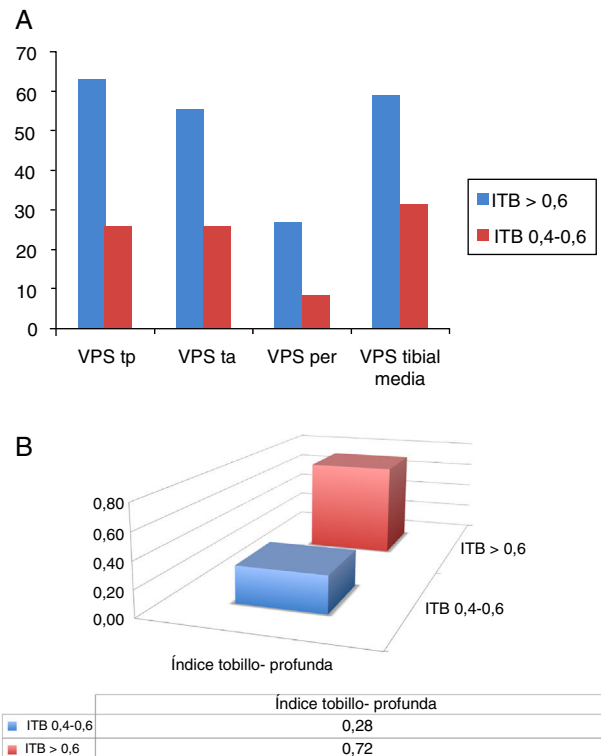 A
70
60
50
40
30
20
10
0
VPS tp
VPS ta
VPS per
VPS tibial
media
ITB > 0,6
ITB 0,4-0,6
B
0,80
0,60
0,40
0,20
0,00
ITB > 0,6
ITB 0,4-0,6
Índice tobillo- profunda
Índice tobillo- profunda
ITB 0,4-0,6 0,28
ITB > 0,6 0,72